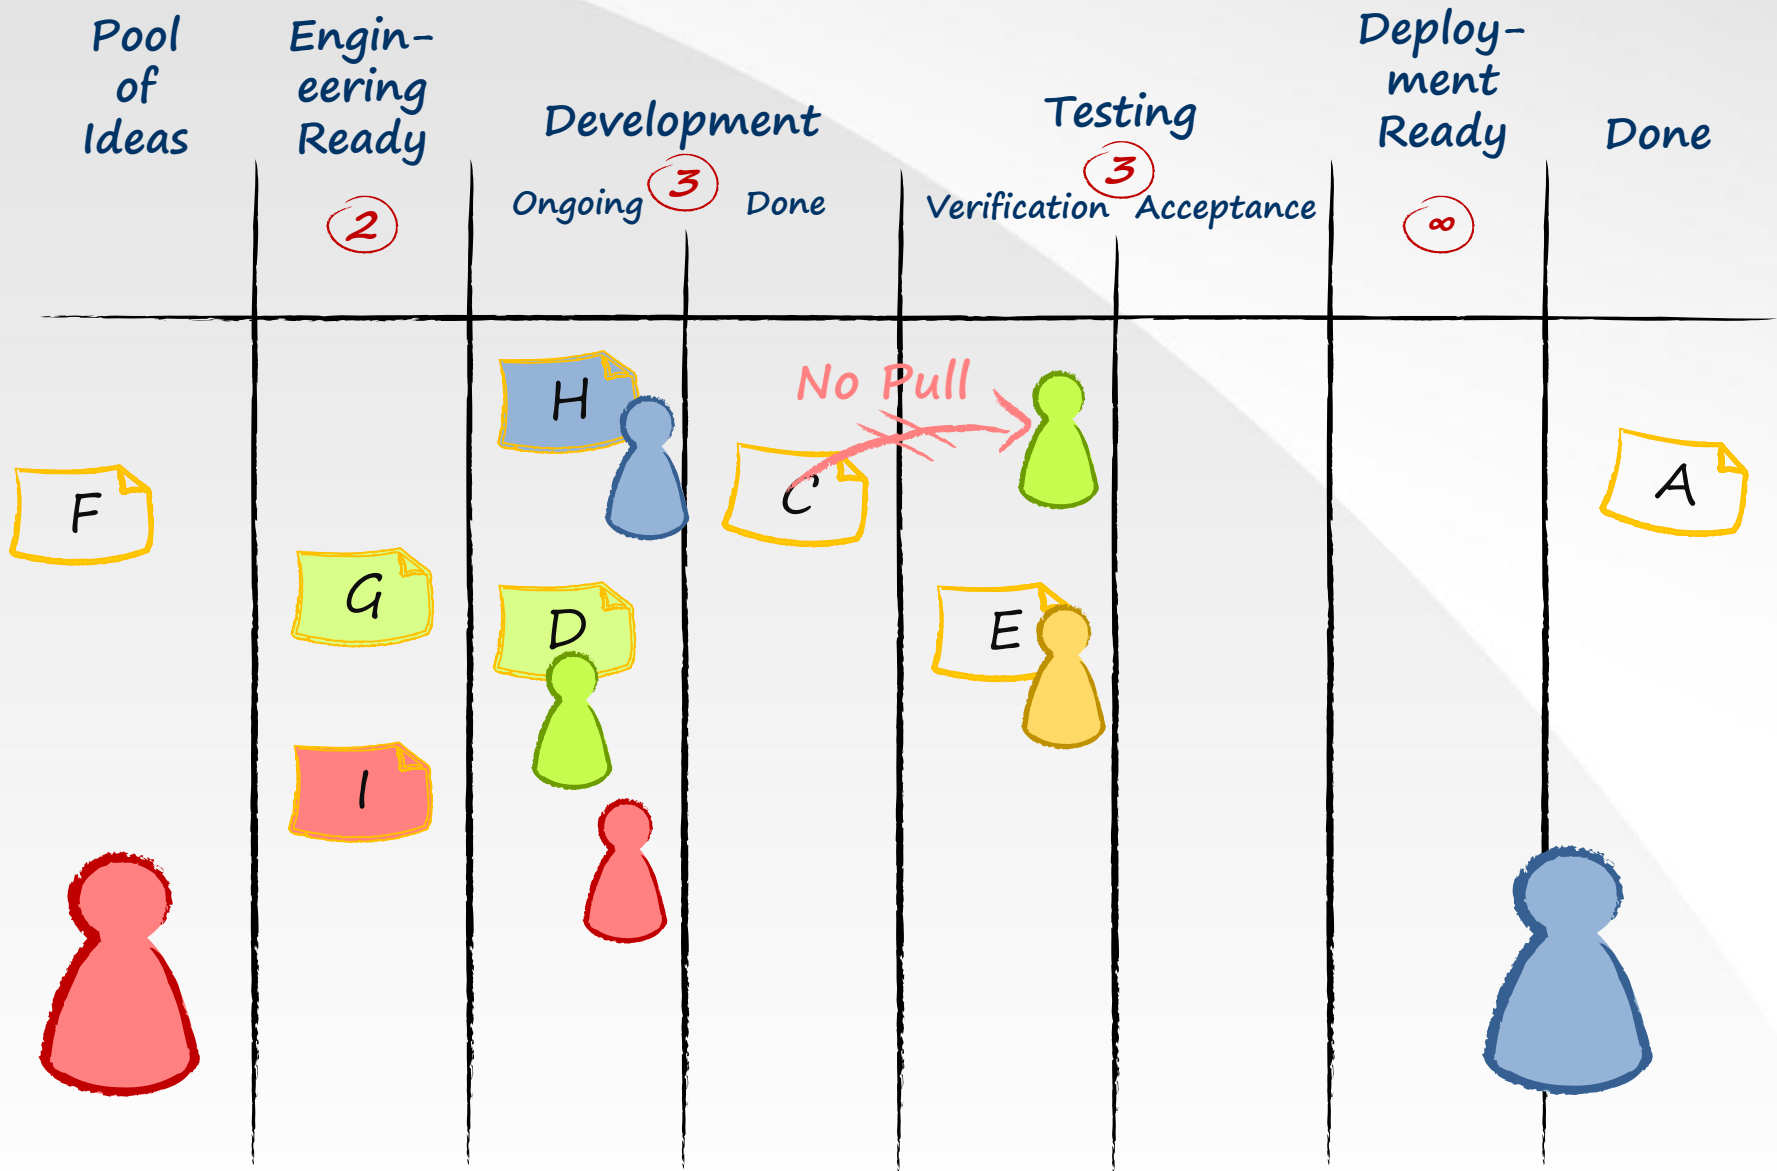 Pool
of
Ideas
Engin-
eering
Ready
2
Development
3
Ongoing
Done
Testing
3
Verification
Acceptance
Deploy-
ment
Ready
∞
Done
H
No Pull
F
C
A
G
D
E
I